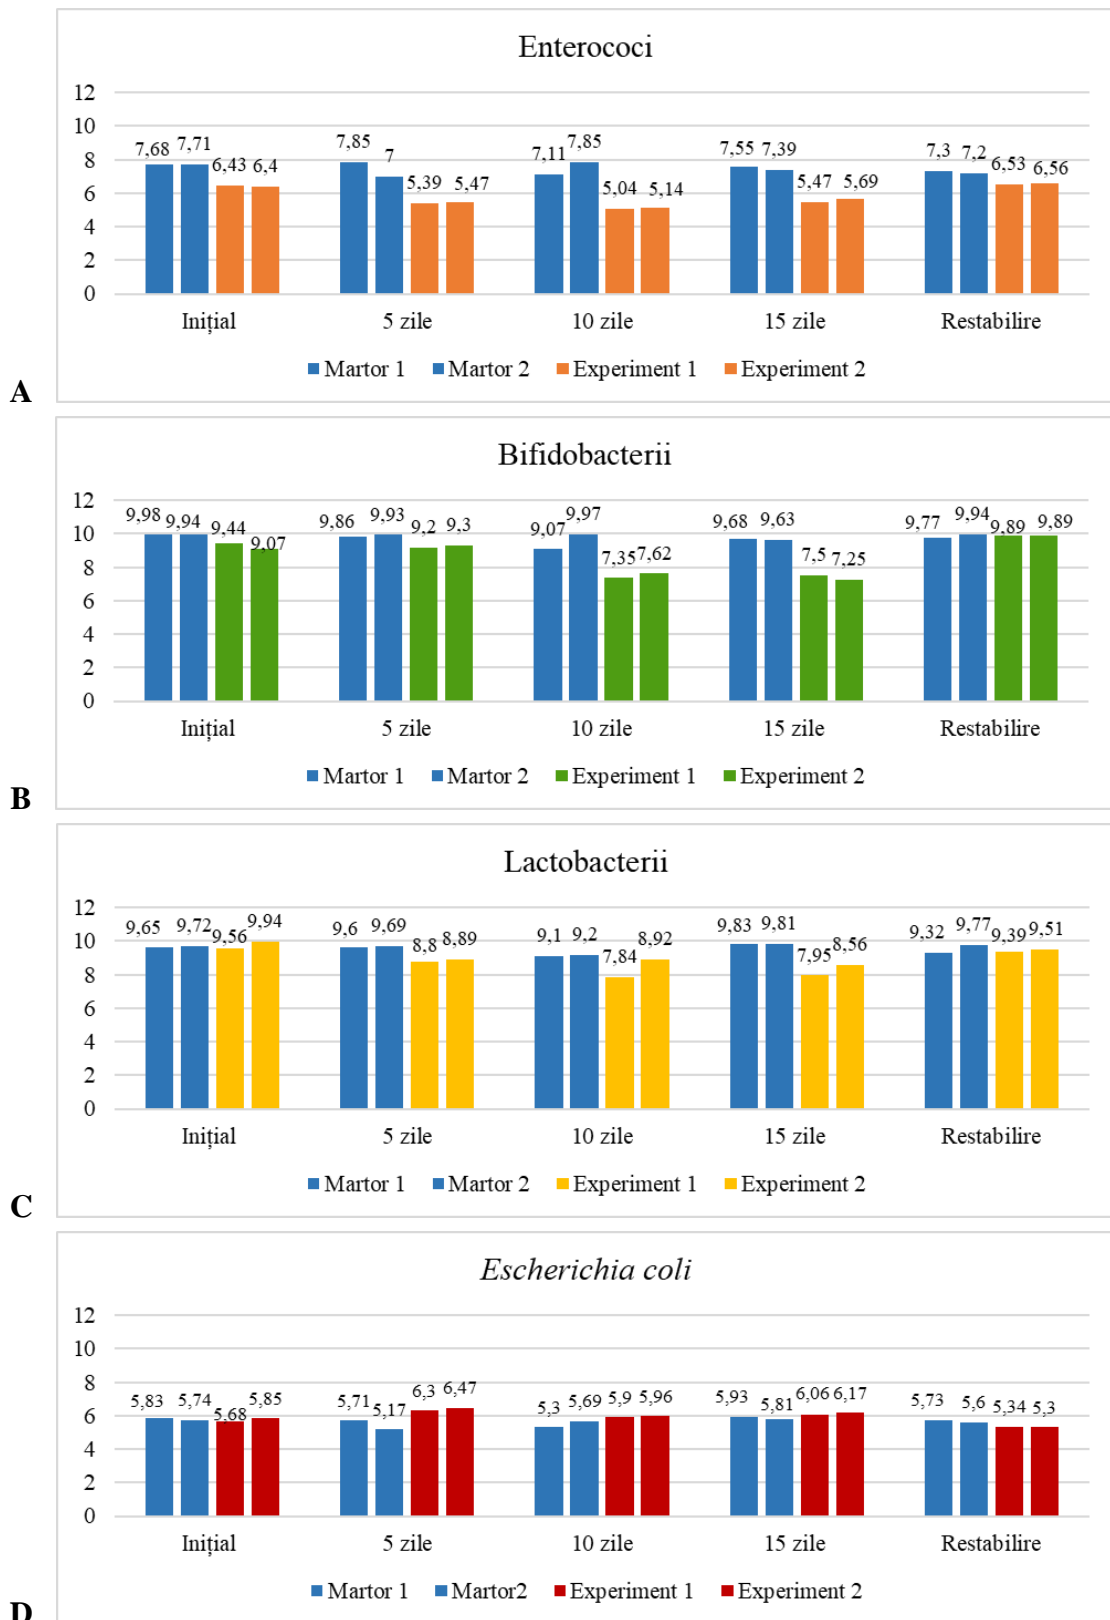 Enterococi
12
10
8
6
4
2
0
7,68 7,71 6,43 6,4 7,85 7 5,39 5,47 7,11 7,85 5,04 5,14 7,55 7,39 5,47 5,69 7,3 7,2 6,53 6,56
Inițial 5 zile 10 zile 15 zile Restabilire
Martor 1 Martor 2 Experiment 1 Experiment 2
A
Bifidobacterii
12
10
8
6
4
2
0
9,98 9,94 9,44 9,07 9,86 9,93 9,2 9,3 9,07 9,97 7,35 7,62 9,68 9,63 7,5 7,25 9,77 9,94 9,89 9,89
Inițial 5 zile 10 zile 15 zile Restabilire
Martor 1 Martor 2 Experiment 1 Experiment 2
B
Lactobacterii
12
10
8
6
4
2
0
9,65 9,72 9,56 9,94 9,6 9,69 8,8 8,89 9,1 9,2 7,84 8,92 9,83 9,81 7,95 8,56 9,32 9,77 9,39 9,51
Inițial 5 zile 10 zile 15 zile Restabilire
Martor 1 Martor 2 Experiment 1 Experiment 2
C
Escherichia coli
12
10
8
6
4
2
0
5,83 5,74 5,68 5,85 5,71 5,17 6,3 6,47 5,3 5,69 5,9 5,96 5,93 5,81 6,06 6,17 5,73 5,6 5,34 5,3
Inițial 5 zile 10 zile 15 zile Restabilire
Martor 1 Martor2 Experiment 1 Experiment 2
D